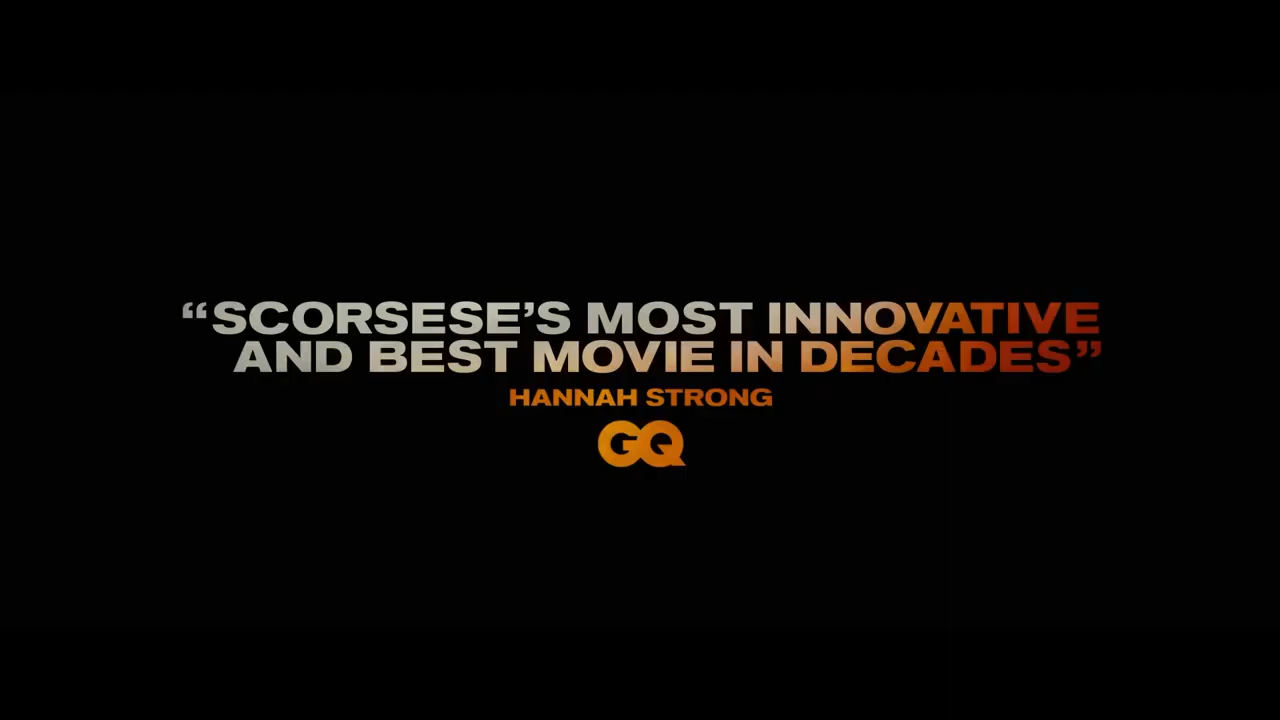 “SCORSESE’S MOST INNOVATIVE
AND BEST MOVIE IN DECADES”
HANNAH STRONG
GQ